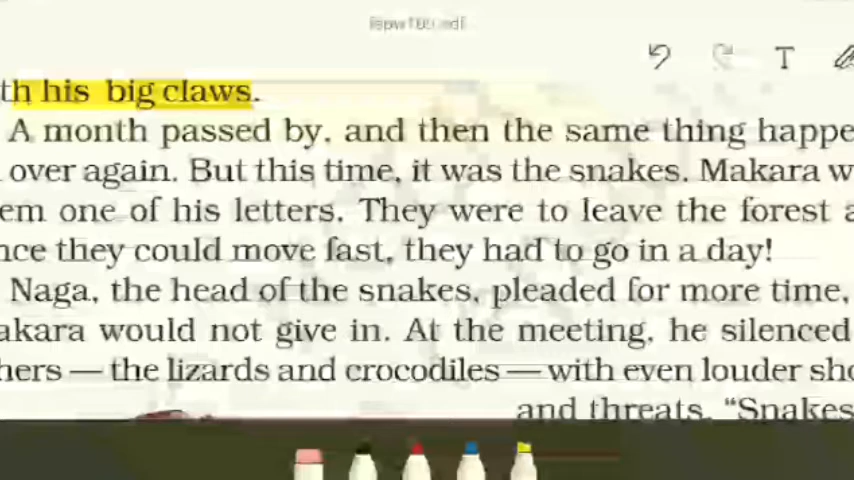 T
th his big claws.
A month passed by, and then the same thing happe
over again. But this time, it was the snakes. Makara w
em one of his letters. They were to leave the forest a
nce they could move fast, they had to go in a day!
Naga, the head of the snakes, pleaded for more time,
akara would not give in. At the meeting, he silenced
hers — the lizards and crocodiles — with even louder sho
and threats. “Snakes